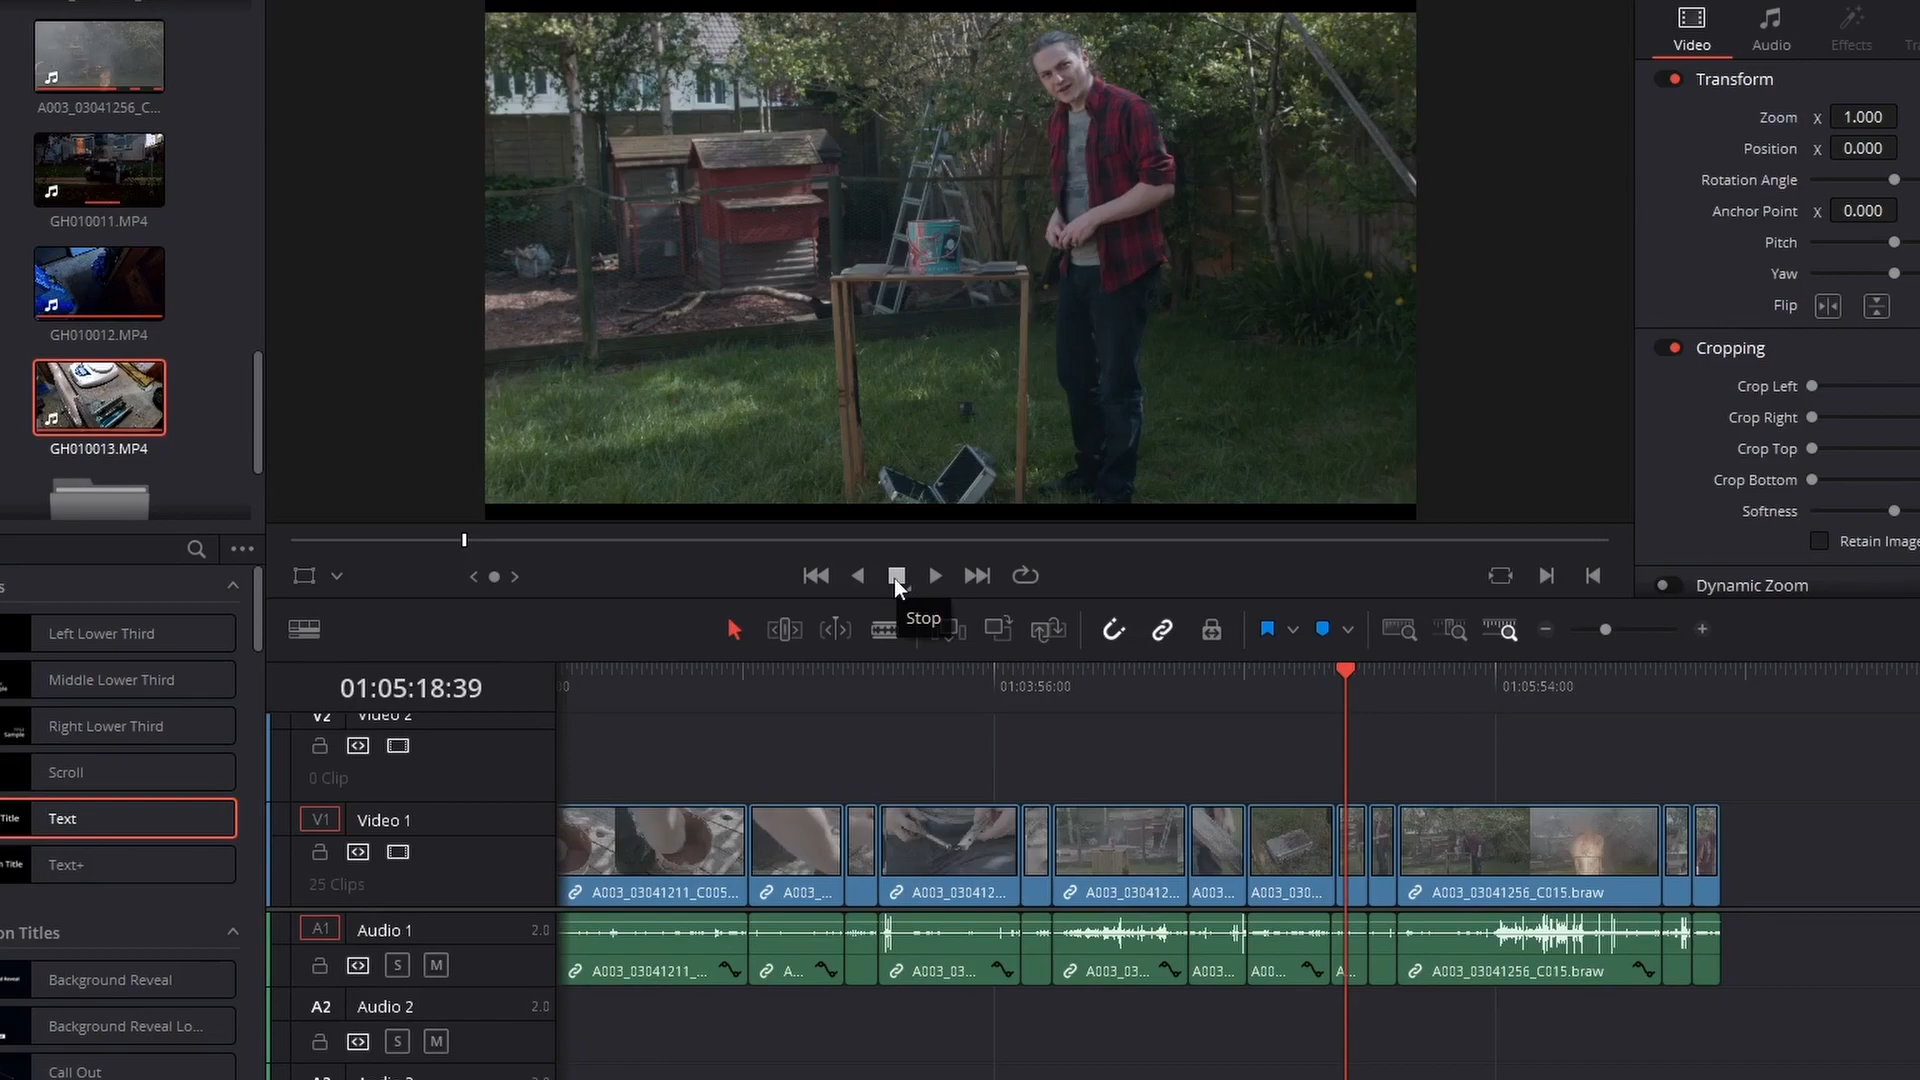 A003_03041256_C...
GH010011.MP4
GH010012.MP4
GH010013.MP4
Video
Audio
Effects
Transform
Zoom X 1.000
Position X 0.000
Rotation Angle
Anchor Point X 0.000
Pitch
Yaw
Flip
Cropping
Crop Left
Crop Right
Crop Top
Crop Bottom
Softness
Retain Image
Dynamic Zoom
Stop
Left Lower Third
Middle Lower Third
Right Lower Third
Sample
Scroll
Title Text
Title Text+
on Titles
Background Reveal
Background Reveal Lo...
Call Out
01:05:18:39
01:03:56:00
01:05:54:00
V2 Video 2
0 Clip
V1 Video 1
25 Clips
A003_03041211_C005...
A003_...
A003_030412...
A003_030412...
A003...
A003_030...
A003_03041256_C015.braw
A1 Audio 1 2.0
S M
A003_03041211_...
A...
A003_03...
A003_03...
A003...
A00...
A...
A003_03041256_C015.braw
A2 Audio 2 2.0
S M